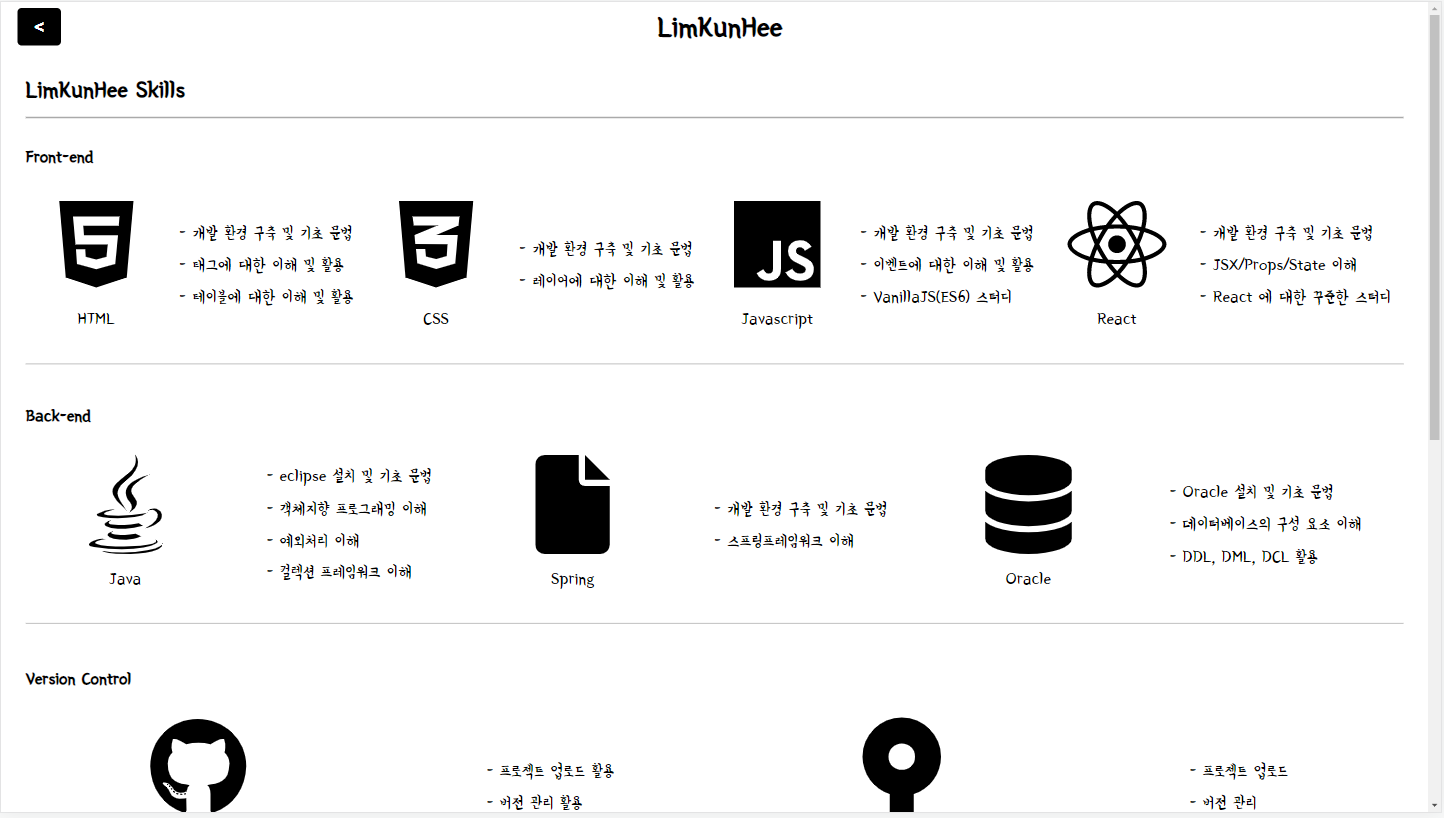 <
LimKunHee
LimKunHee Skills
Front-end
5
HTML
- 개발 환경 구축 및 기초 문법
- 태그에 대한 이해 및 활용
- 테이블에 대한 이해 및 활용
3
CSS
- 개발 환경 구축 및 기초 문법
- 레이어에 대한 이해 및 활용
JS
Javascript
- 개발 환경 구축 및 기초 문법
- 이벤트에 대한 이해 및 활용
- VanillaJS(ES6) 스터디
React
- 개발 환경 구축 및 기초 문법
- JSX/Props/State 이해
- React 에 대한 꾸준한 스터디
Back-end
Java
- eclipse 설치 및 기초 문법
- 객체지향 프로그래밍 이해
- 예외처리 이해
- 컬렉션 프레임워크 이해
Spring
- 개발 환경 구축 및 기초 문법
- 스프링프레임워크 이해
Oracle
- Oracle 설치 및 기초 문법
- 데이터베이스의 구성 요소 이해
- DDL, DML, DCL 활용
Version Control
- 프로젝트 업로드 활용
- 버전 관리 활용
- 프로젝트 업로드
- 버전 관리